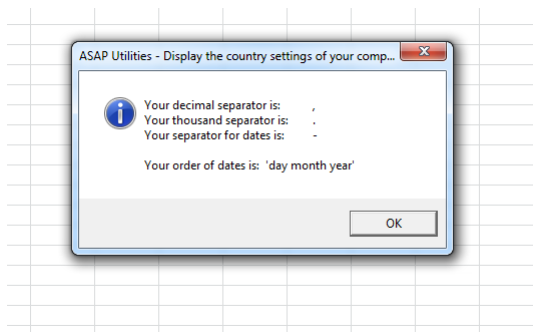 ASAP Utilities - Display the country settings of your comp...
Your decimal separator is: ,
Your thousand separator is: .
Your separator for dates is: -
Your order of dates is: 'day month year'
OK